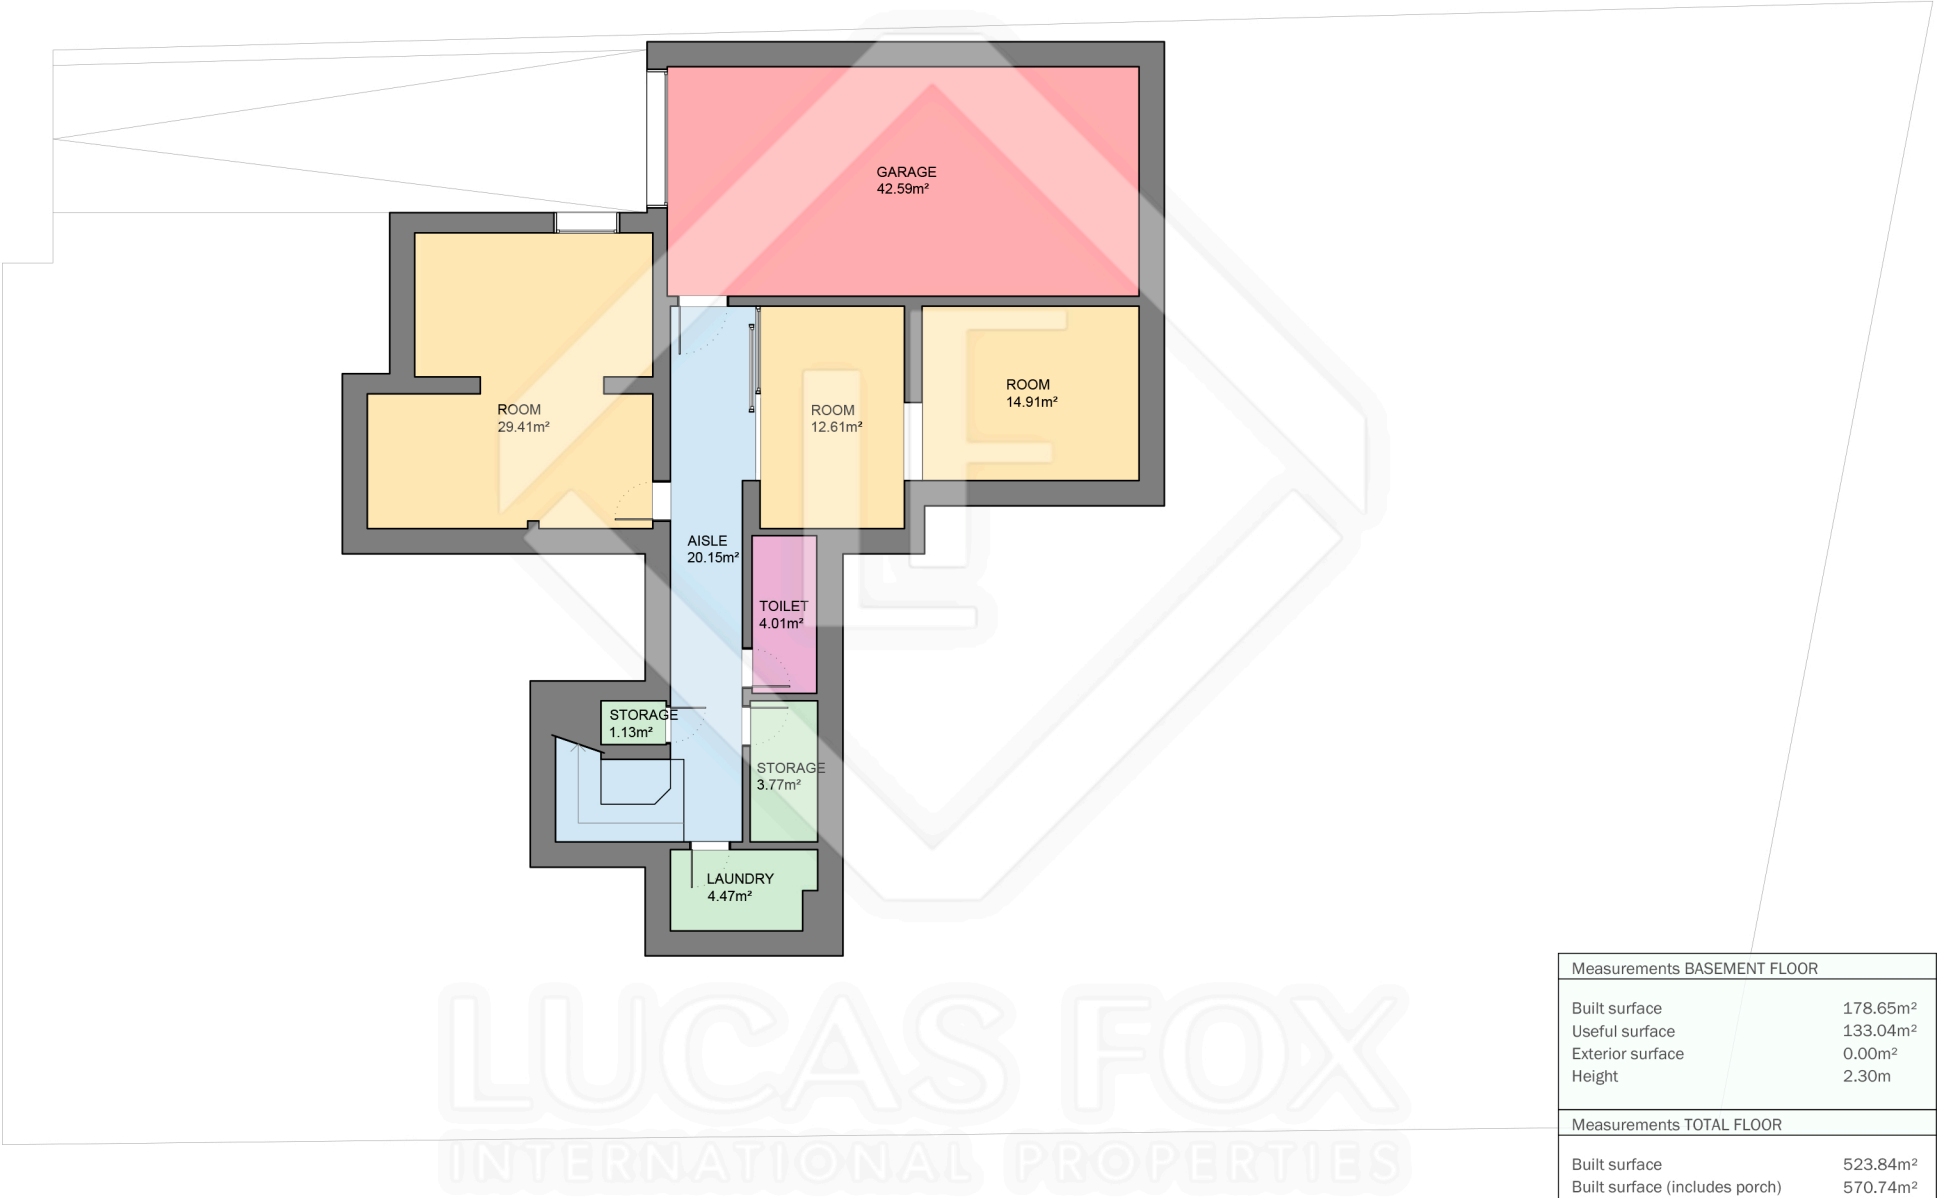 GARAGE
42.59m²
ROOM
29.41m²
ROOM
12.61m²
ROOM
14.91m²
AISLE
20.15m²
TOILET
4.01m²
STORAGE
1.13m²
STORAGE
3.77m²
LAUNDRY
4.47m²
Measurements BASEMENT FLOOR
Built surface 178.65m²
Useful surface 133.04m²
Exterior surface 0.00m²
Height 2.30m
Measurements TOTAL FLOOR
Built surface 523.84m²
Built surface (includes porch) 570.74m²
LUCAS FOX
INTERNATIONAL PROPERTIES